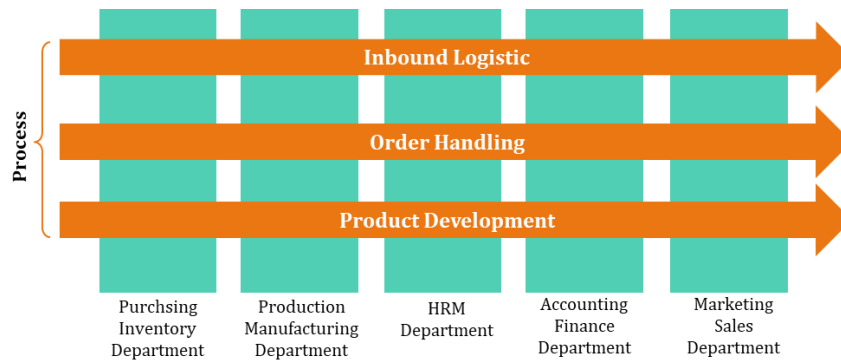 Process
Inbound Logistic
Order Handling
Product Development
Purchsing
Inventory
Department
Production
Manufacturing
Department
HRM
Department
Accounting
Finance
Department
Marketing
Sales
Department